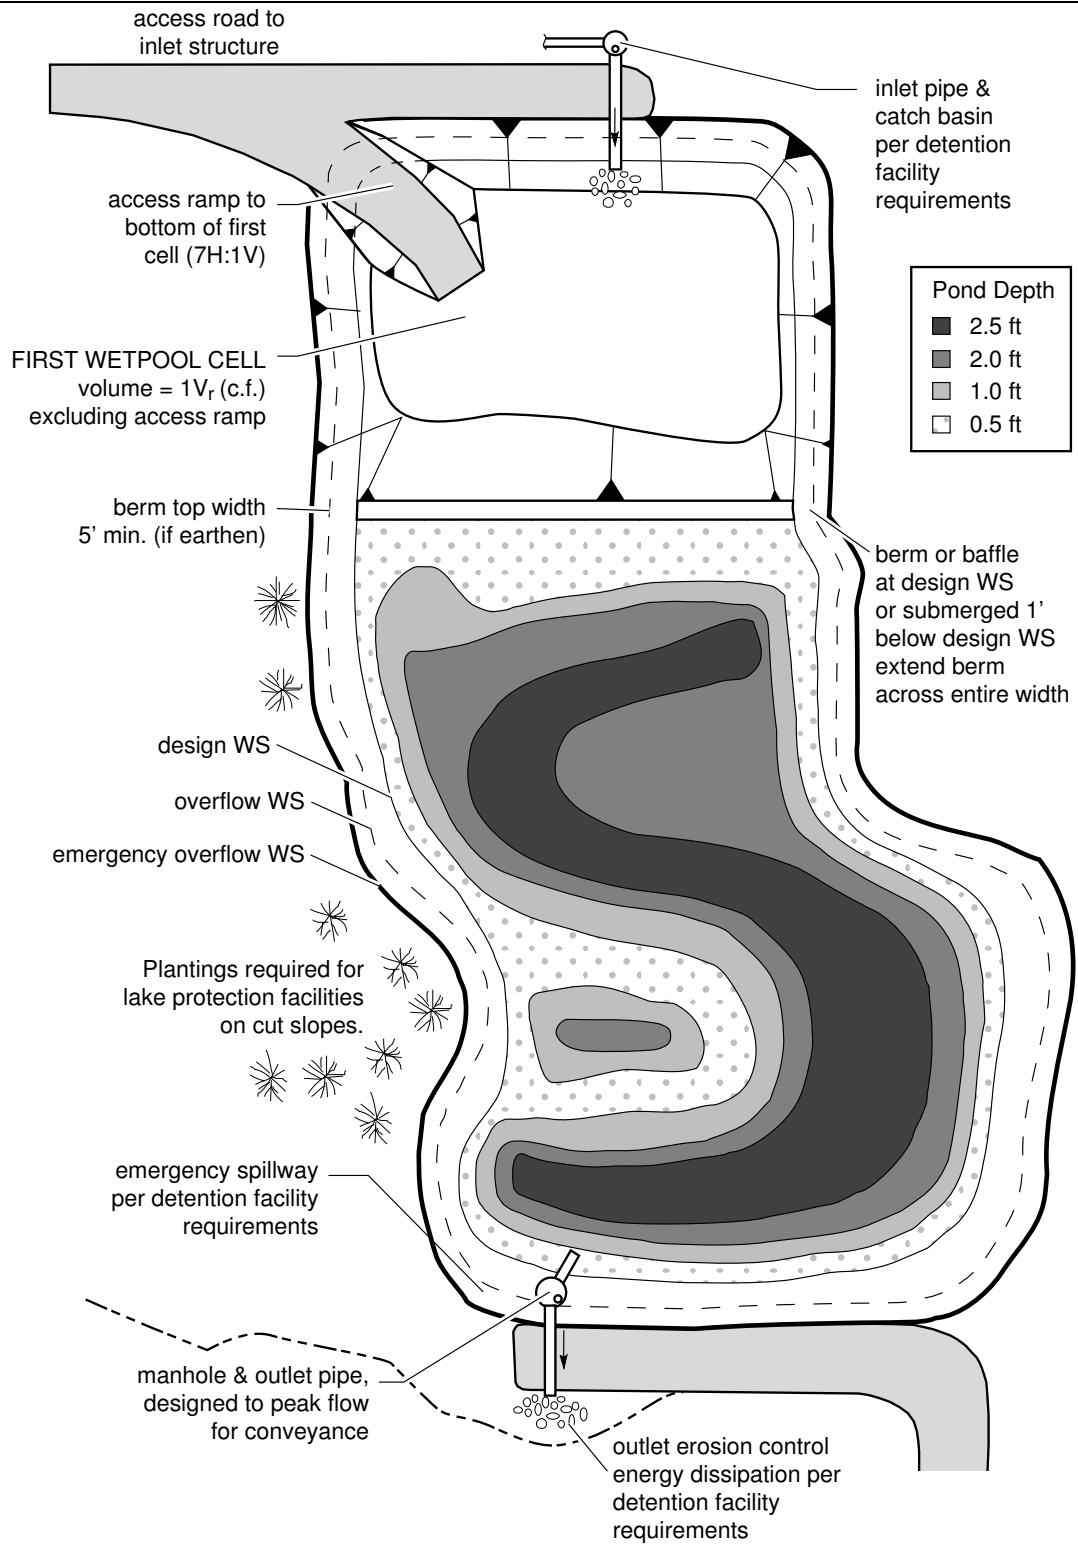 access road to
inlet structure
inlet pipe &
catch basin
per detention
facility
requirements
access ramp to
bottom of first
cell (7H:1V)
Pond Depth
2.5 ft
2.0 ft
1.0 ft
0.5 ft
FIRST WETPOOL CELL
volume = 1Vr (c.f.)
excluding access ramp
berm top width
5' min. (if earthen)
berm or baffle
at design WS
or submerged 1'
below design WS
extend berm
across entire width
design WS
overflow WS
emergency overflow WS
Plantings required for
lake protection facilities
on cut slopes.
emergency spillway
per detention facility
requirements
manhole & outlet pipe,
designed to peak flow
for conveyance
outlet erosion control
energy dissipation per
detention facility
requirements